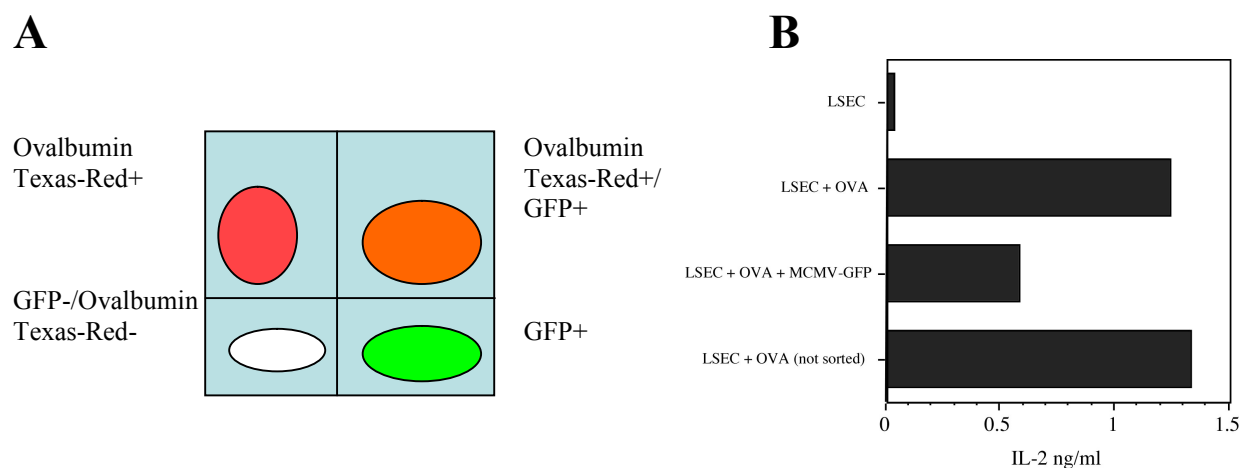 A
Ovalbumin
Texas-Red+
Ovalbumin
Texas-Red+/
GFP+
GFP-/Ovalbumin
Texas-Red-
GFP+
B
LSEC
LSEC + OVA
LSEC + OVA + MCMV-GFP
LSEC + OVA (not sorted)
0
0.5
1
1.5
IL-2 ng/ml